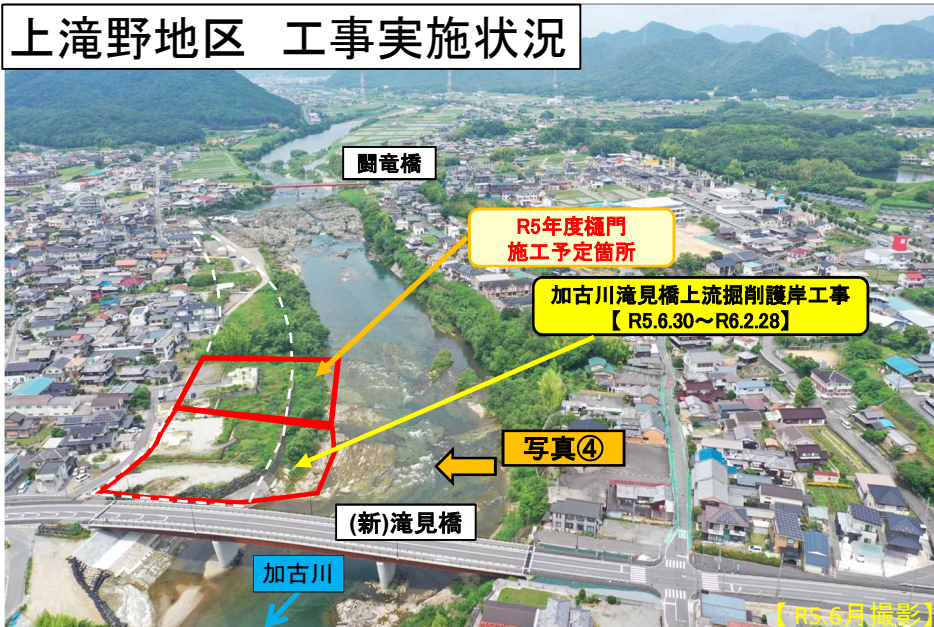 上滝野地区 工事実施状況
闘竜橋
R5年度樋門
施工予定箇所
加古川滝見橋上流掘削護岸工事
【 R5.6.30～R6.2.28】
写真④
(新)滝見橋
加古川
【 R5.6月撮影】